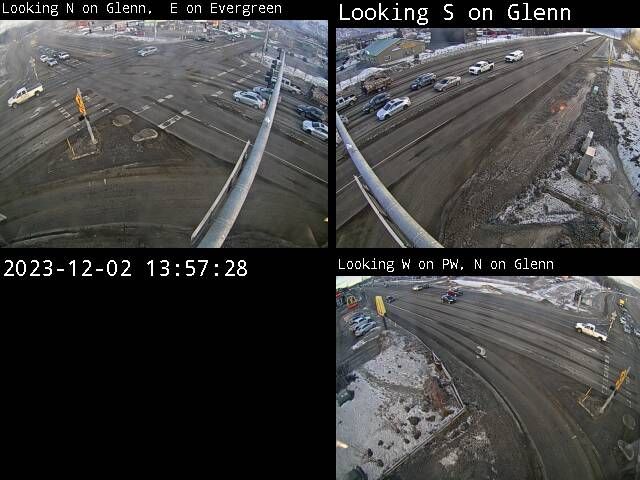 Looking N on Glenn,  E on Evergreen
Looking S on Glenn
2023-12-02 13:57:28
Looking W on PW, N on Glenn